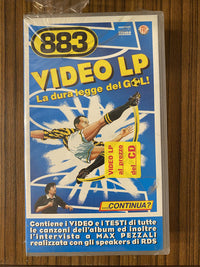 883
VIDEO LP
La dura legge del GOL!
VIDEO LP
al prezzo
del CD
...CONTINUA?
Contiene i VIDEO e i TESTI di tutte
le canzoni dell'album ed inoltre
l'intervista a MAX PEZZALI
realizzata con gli speakers di RDS